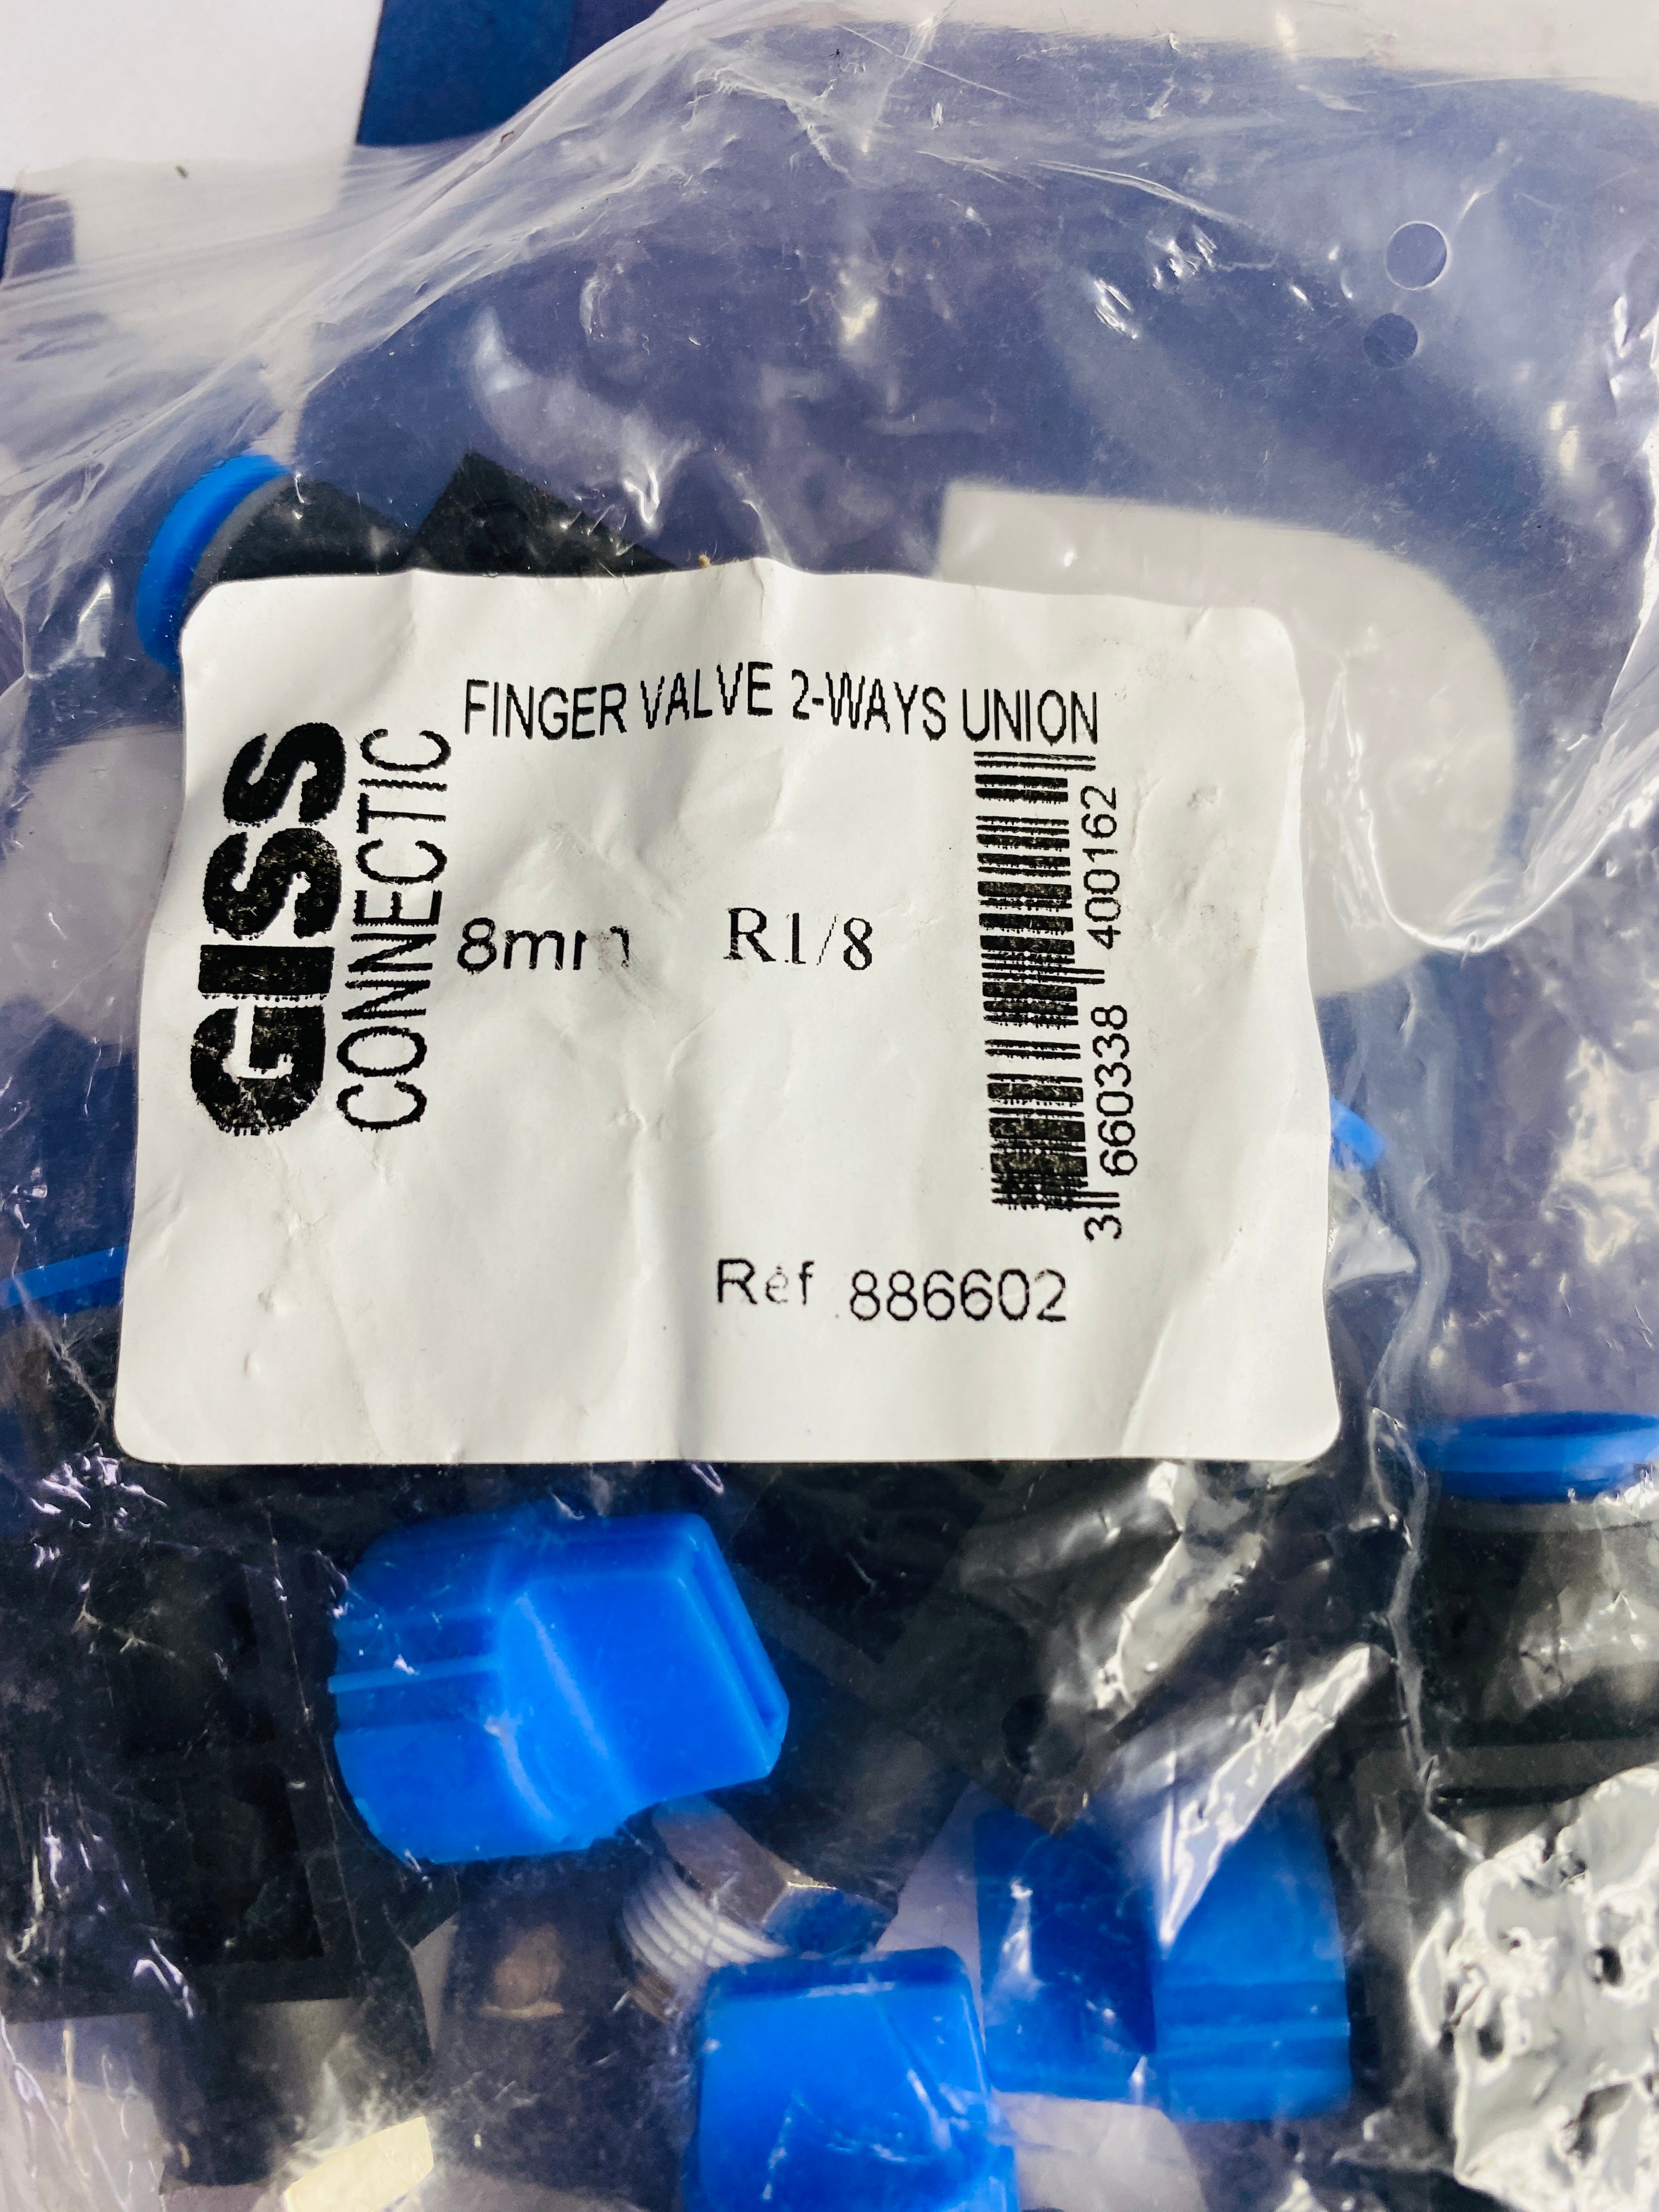 FINGER VALVE 2-WAYS UNION
GISS
CONNECTIC
8mm R1/8
3 660338 400162
Réf 886602